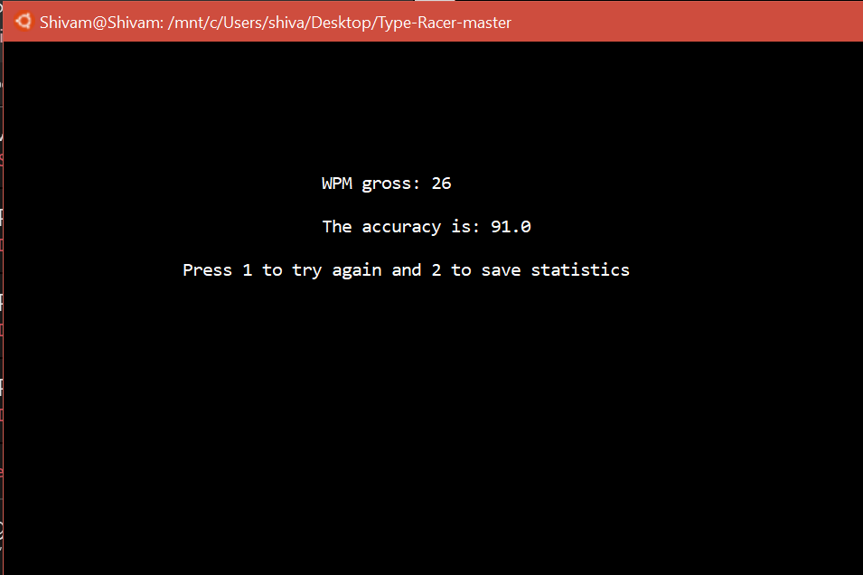 Shivam@Shivam: /mnt/c/Users/shiva/Desktop/Type-Racer-master
WPM gross: 26
The accuracy is: 91.0
Press 1 to try again and 2 to save statistics